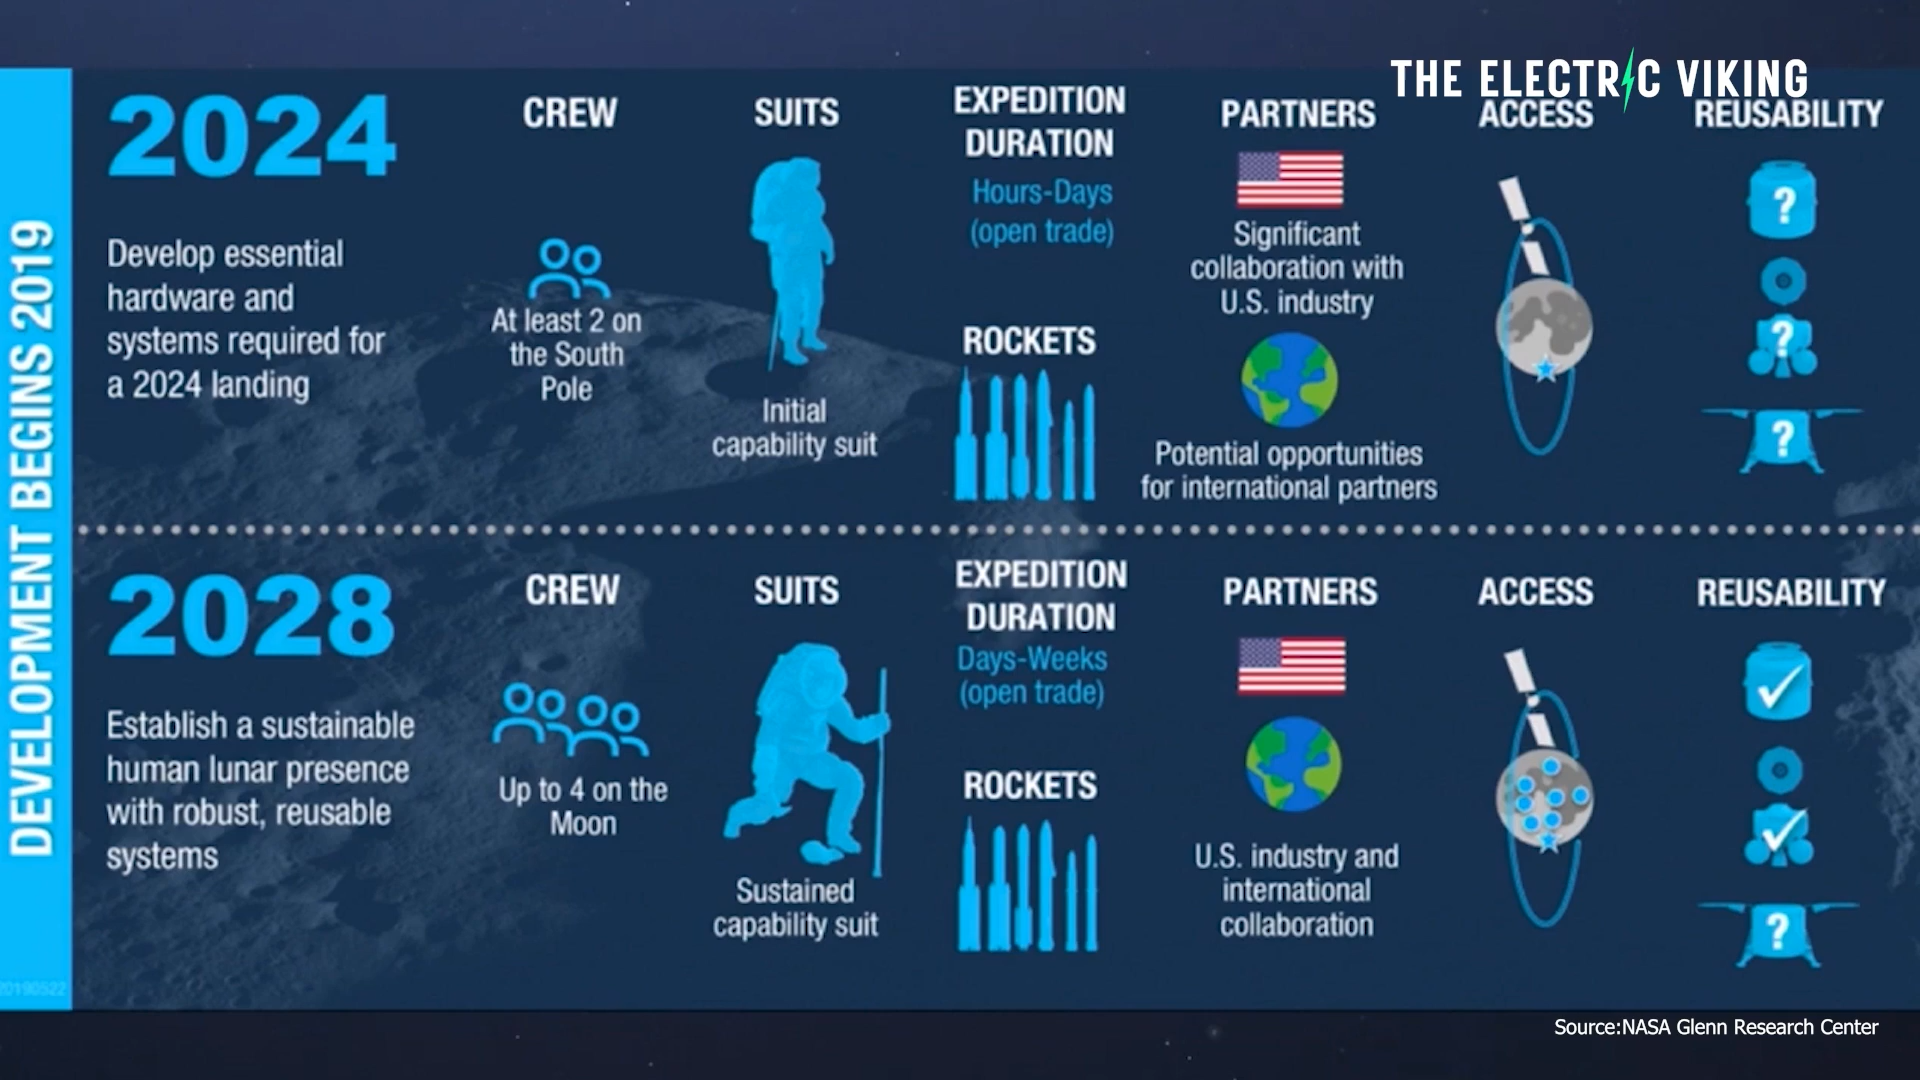 THE ELECTRIC VIKING
DEVELOPMENT BEGINS 2019
2024
Develop essential
hardware and
systems required for
a 2024 landing
CREW
At least 2 on
the South
Pole
SUITS
Initial
capability suit
EXPEDITION
DURATION
Hours-Days
(open trade)
ROCKETS
PARTNERS
Significant
collaboration with
U.S. industry
Potential opportunities
for international partners
ACCESS
REUSABILITY
?
?
?
2028
Establish a sustainable
human lunar presence
with robust, reusable
systems
CREW
Up to 4 on the
Moon
SUITS
Sustained
capability suit
EXPEDITION
DURATION
Days-Weeks
(open trade)
ROCKETS
PARTNERS
U.S. industry and
international
collaboration
ACCESS
REUSABILITY
?
20190522
Source:NASA Glenn Research Center